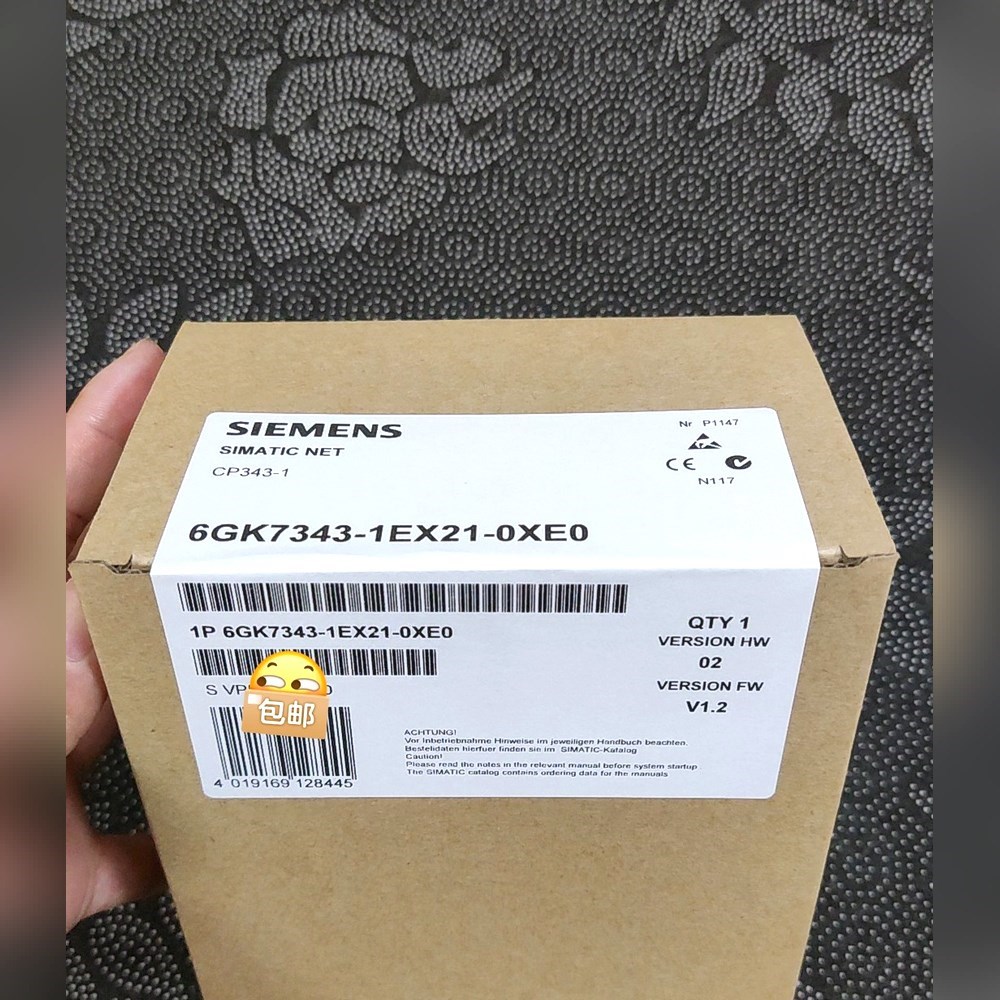 SIEMENS
SIMATIC NET
CP343-1
Nr P1147
CE
N117
6GK7343-1EX21-0XE0
1P 6GK7343-1EX21-0XE0
S VP
包邮
4 019169 128445
QTY 1
VERSION HW
02
VERSION FW
V1.2
ACHTUNG!
Vor Inbetriebnahme Hinweise im jeweiligen Handbuch beachten.
Bestelldaten hierfuer finden sie im SIMATIC-Katalog
Caution!
Please read the notes in the relevant manual before system startup.
The SIMATIC catalog contains ordering data for the manuals